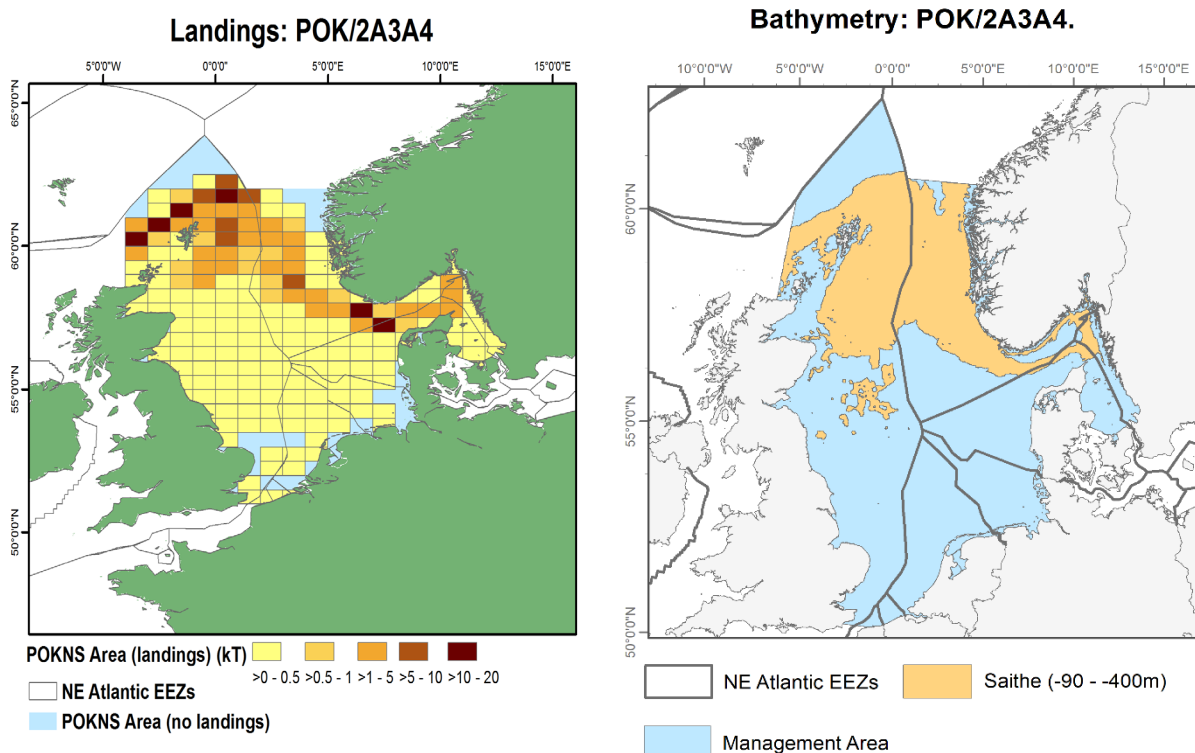 Landings: POK/2A3A4
5°0'0"W
0°0'0"
5°0'0"E
10°0'0"E
15°0'0"E
65°0'0"N
60°0'0"N
55°0'0"N
50°0'0"N
POKNS Area (landings) (kT)
>0 - 0.5
>0.5 - 1
>1 - 5
>5 - 10
>10 - 20
NE Atlantic EEZs
POKNS Area (no landings)
Bathymetry: POK/2A3A4.
10°0'0"W
5°0'0"W
0°0'0"
5°0'0"E
10°0'0"E
15°0'0"E
60°0'0"N
55°0'0"N
50°0'0"N
NE Atlantic EEZs
Saithe (-90 - -400m)
Management Area